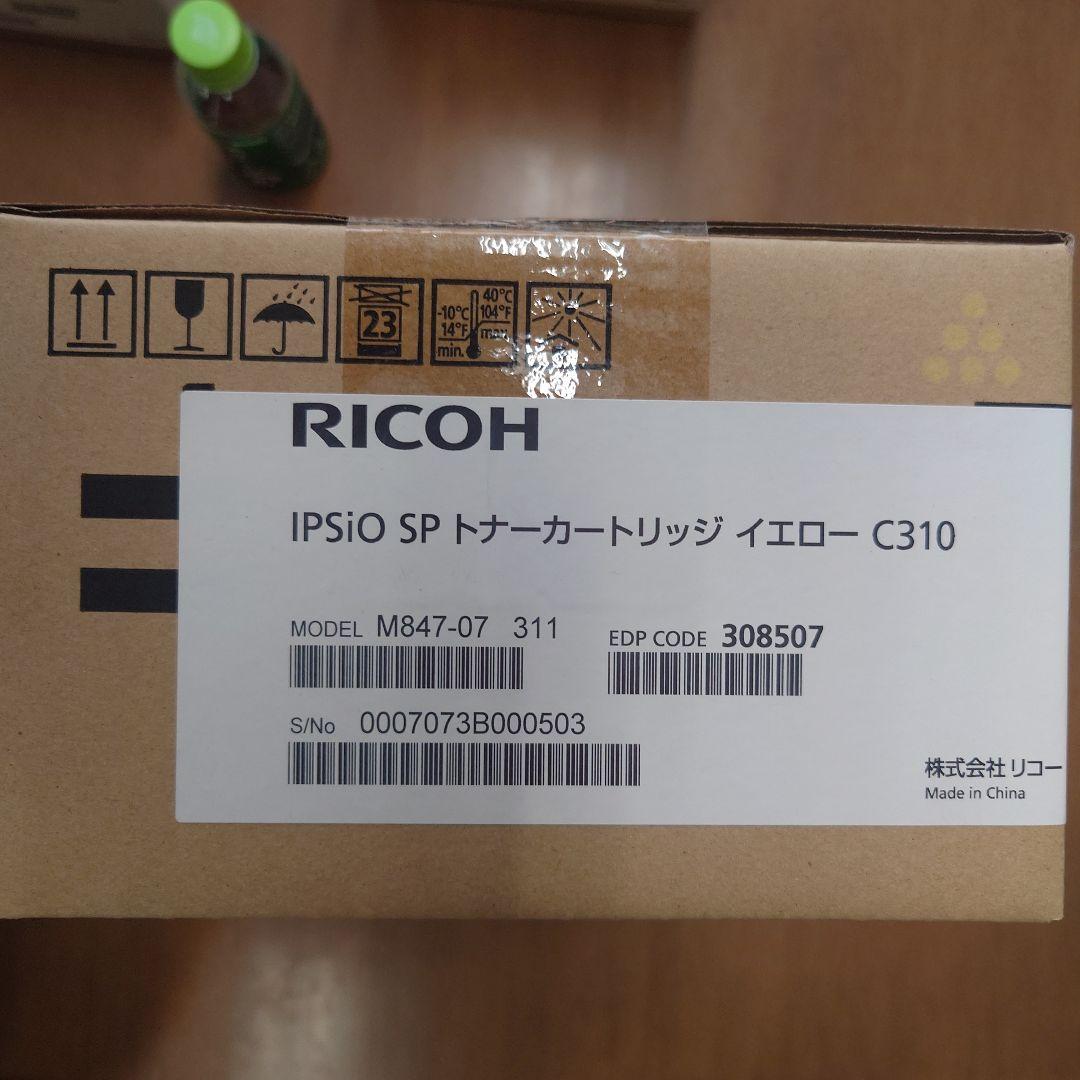 23
-10°C 40°C
14°F 104°F
min. max.
RICOH
IPSiO SP トナーカートリッジ イエロー C310
MODEL M847-07 311
EDP CODE 308507
S/No 0007073B000503
株式会社 リコー
Made in China